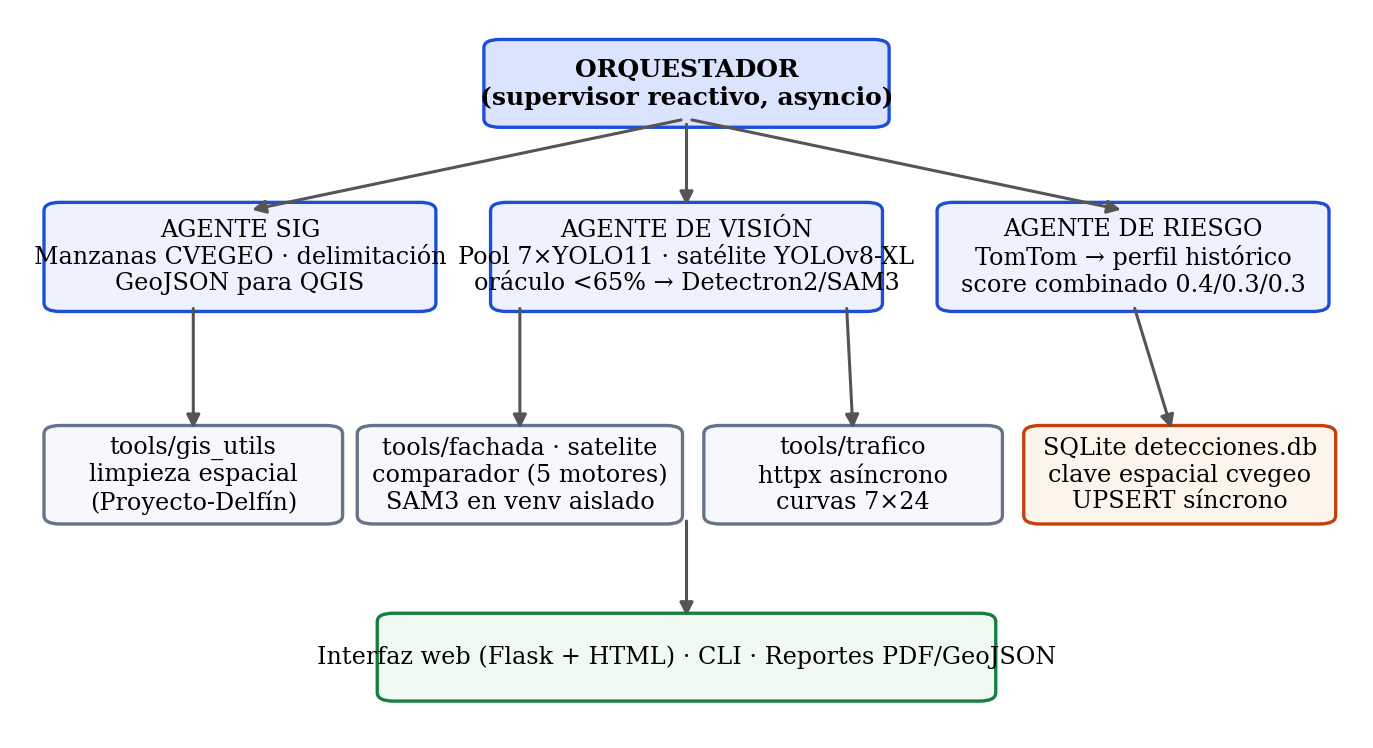 ORQUESTADOR
(supervisor reactivo, asyncio)
AGENTE SIG
Manzanas CVEGEO · delimitación
GeoJSON para QGIS
AGENTE DE VISIÓN
Pool 7×YOLO11 · satélite YOLOv8-XL
oráculo <65% → Detectron2/SAM3
AGENTE DE RIESGO
TomTom → perfil histórico
score combinado 0.4/0.3/0.3
tools/gis_utils
limpieza espacial
(Proyecto-Delfín)
tools/fachada · satelite
comparador (5 motores)
SAM3 en venv aislado
tools/trafico
httpx asíncrono
curvas 7×24
SQLite detecciones.db
clave espacial cvegeo
UPSERT síncrono
Interfaz web (Flask + HTML) · CLI · Reportes PDF/GeoJSON